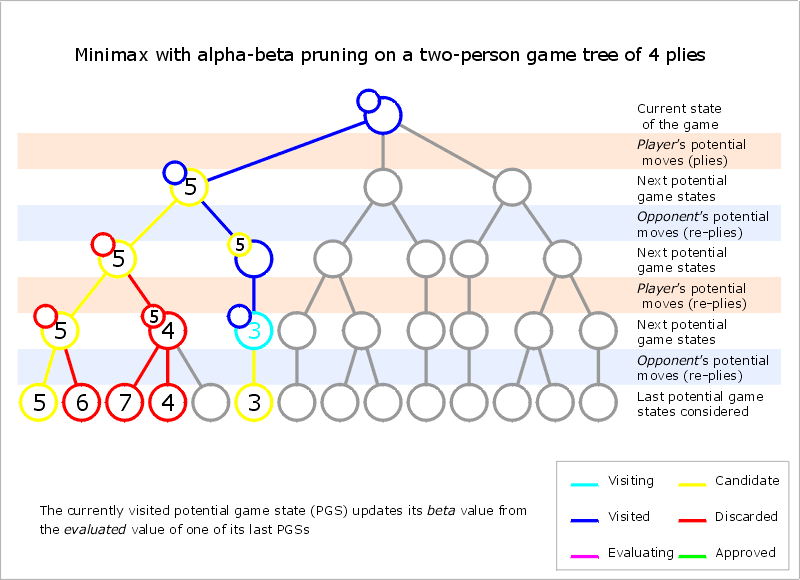 Minimax with alpha-beta pruning on a two-person game tree of 4 plies
Current state
of the game
Player's potential
moves (plies)
5
Next potential
game states
Opponent's potential
moves (re-plies)
5
5
Next potential
game states
Player's potential
moves (re-plies)
5
5
4
3
Next potential
game states
Opponent's potential
moves (re-plies)
5
6
7
4
3
Last potential game
states considered
The currently visited potential game state (PGS) updates its beta value from
the evaluated value of one of its last PGSs
Visiting
Candidate
Visited
Discarded
Evaluating
Approved